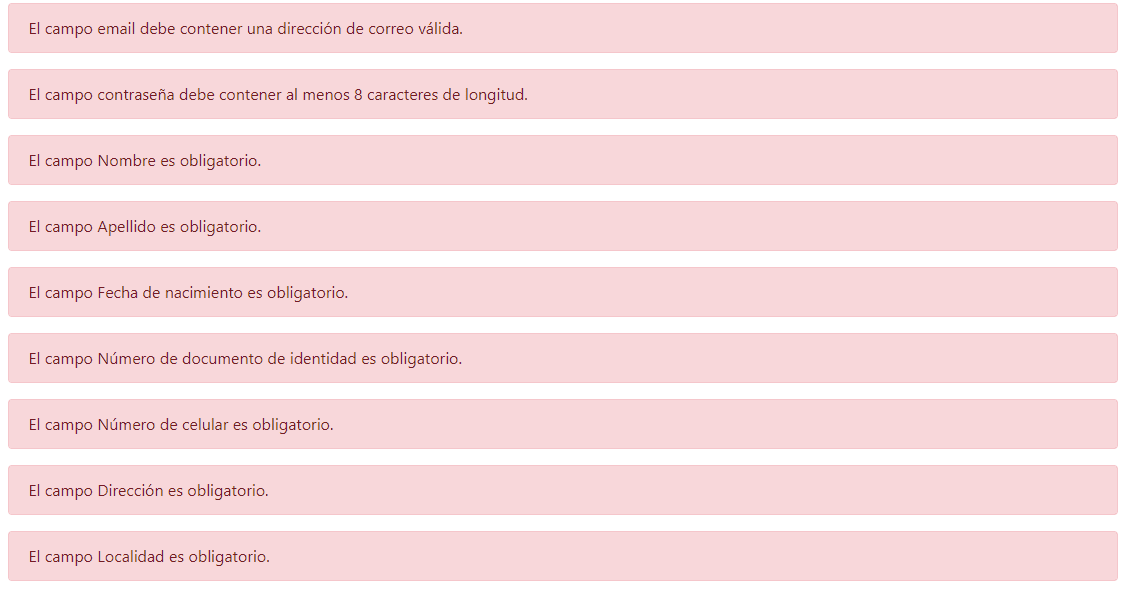 El campo email debe contener una dirección de correo válida.
El campo contraseña debe contener al menos 8 caracteres de longitud.
El campo Nombre es obligatorio.
El campo Apellido es obligatorio.
El campo Fecha de nacimiento es obligatorio.
El campo Número de documento de identidad es obligatorio.
El campo Número de celular es obligatorio.
El campo Dirección es obligatorio.
El campo Localidad es obligatorio.